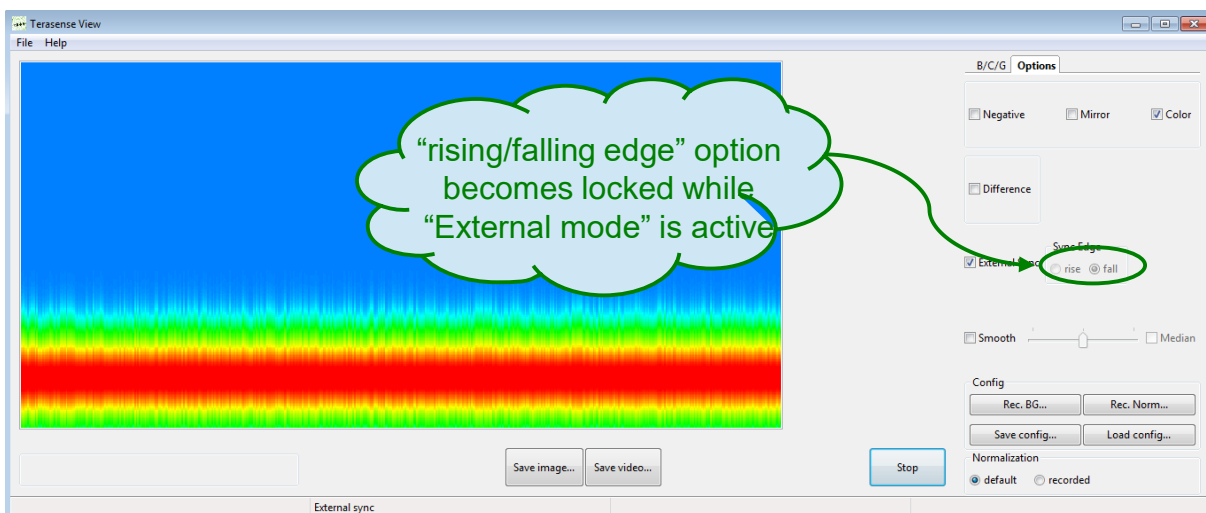 Terasense View
File Help
B/C/G Options
Negative Mirror Color
“rising/falling edge” option
becomes locked while
“External mode” is active
Difference
Sync Edge
External Sync rise fall
Smooth Median
Config
Rec. BG... Rec. Norm...
Save config... Load config...
Save image... Save video... Stop
Normalization
default recorded
External sync